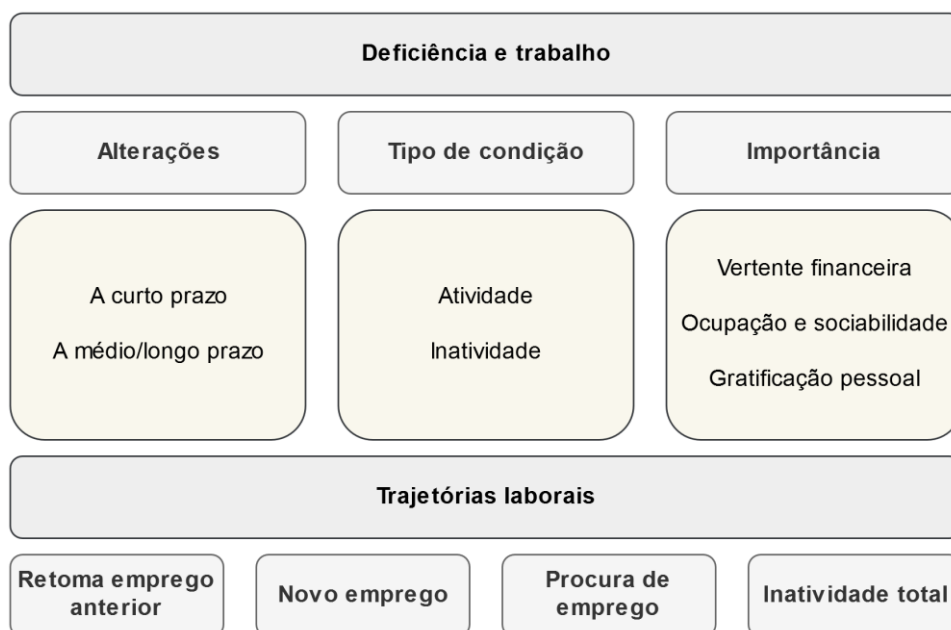 Deficiência e trabalho
Alterações
Tipo de condição
Importância
A curto prazo
A médio/longo prazo
Atividade
Inatividade
Vertente financeira
Ocupação e sociabilidade
Gratificação pessoal
Trajetórias laborais
Retoma emprego
anterior
Novo emprego
Procura de
emprego
Inatividade total